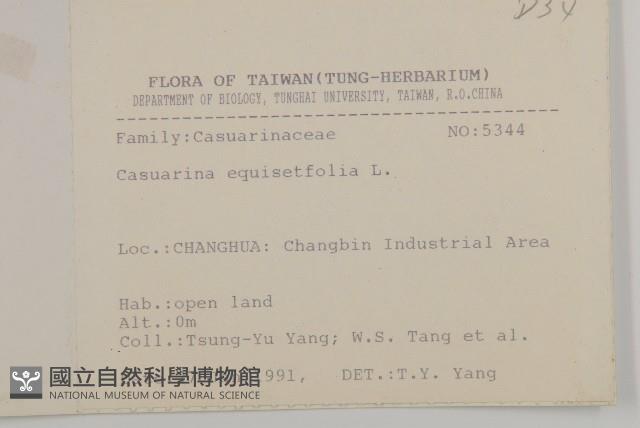 D34
FLORA OF TAIWAN(TUNG-HERBARIUM)
DEPARTMENT OF BIOLOGY, TUNGHAI UNIVERSITY, TAIWAN, R.O.CHINA
Family:Casuarinaceae NO:5344
Casuarina equisetfolia L.
Loc.:CHANGHUA: Changbin Industrial Area
Hab.:open land
Alt.:0m
Coll.:Tsung-Yu Yang; W.S. Tang et al.
1991, DET.:T.Y. Yang
國立自然科學博物館
NATIONAL MUSEUM OF NATURAL SCIENCE